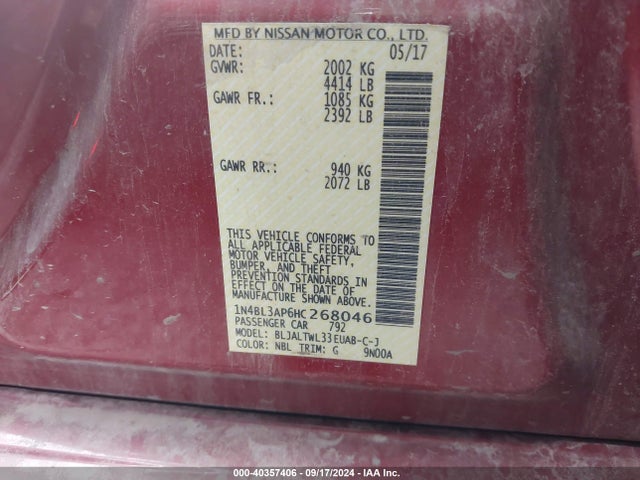 MFD BY NISSAN MOTOR CO., LTD.
DATE: 05/17
GVWR: 2002 KG
4414 LB
GAWR FR.: 1085 KG
2392 LB
GAWR RR.: 940 KG
2072 LB
THIS VEHICLE CONFORMS TO
ALL APPLICABLE FEDERAL
MOTOR VEHICLE SAFETY,
BUMPER, AND THEFT
PREVENTION STANDARDS IN
EFFECT ON THE DATE OF
MANUFACTURE SHOWN ABOVE.
1N4BL3AP6HC268046
PASSENGER CAR 792
MODEL: BLJALTWL33EUAB-C-J
COLOR: NBL TRIM: G 9N00A
000-40357406 - 09/17/2024 - IAA Inc.